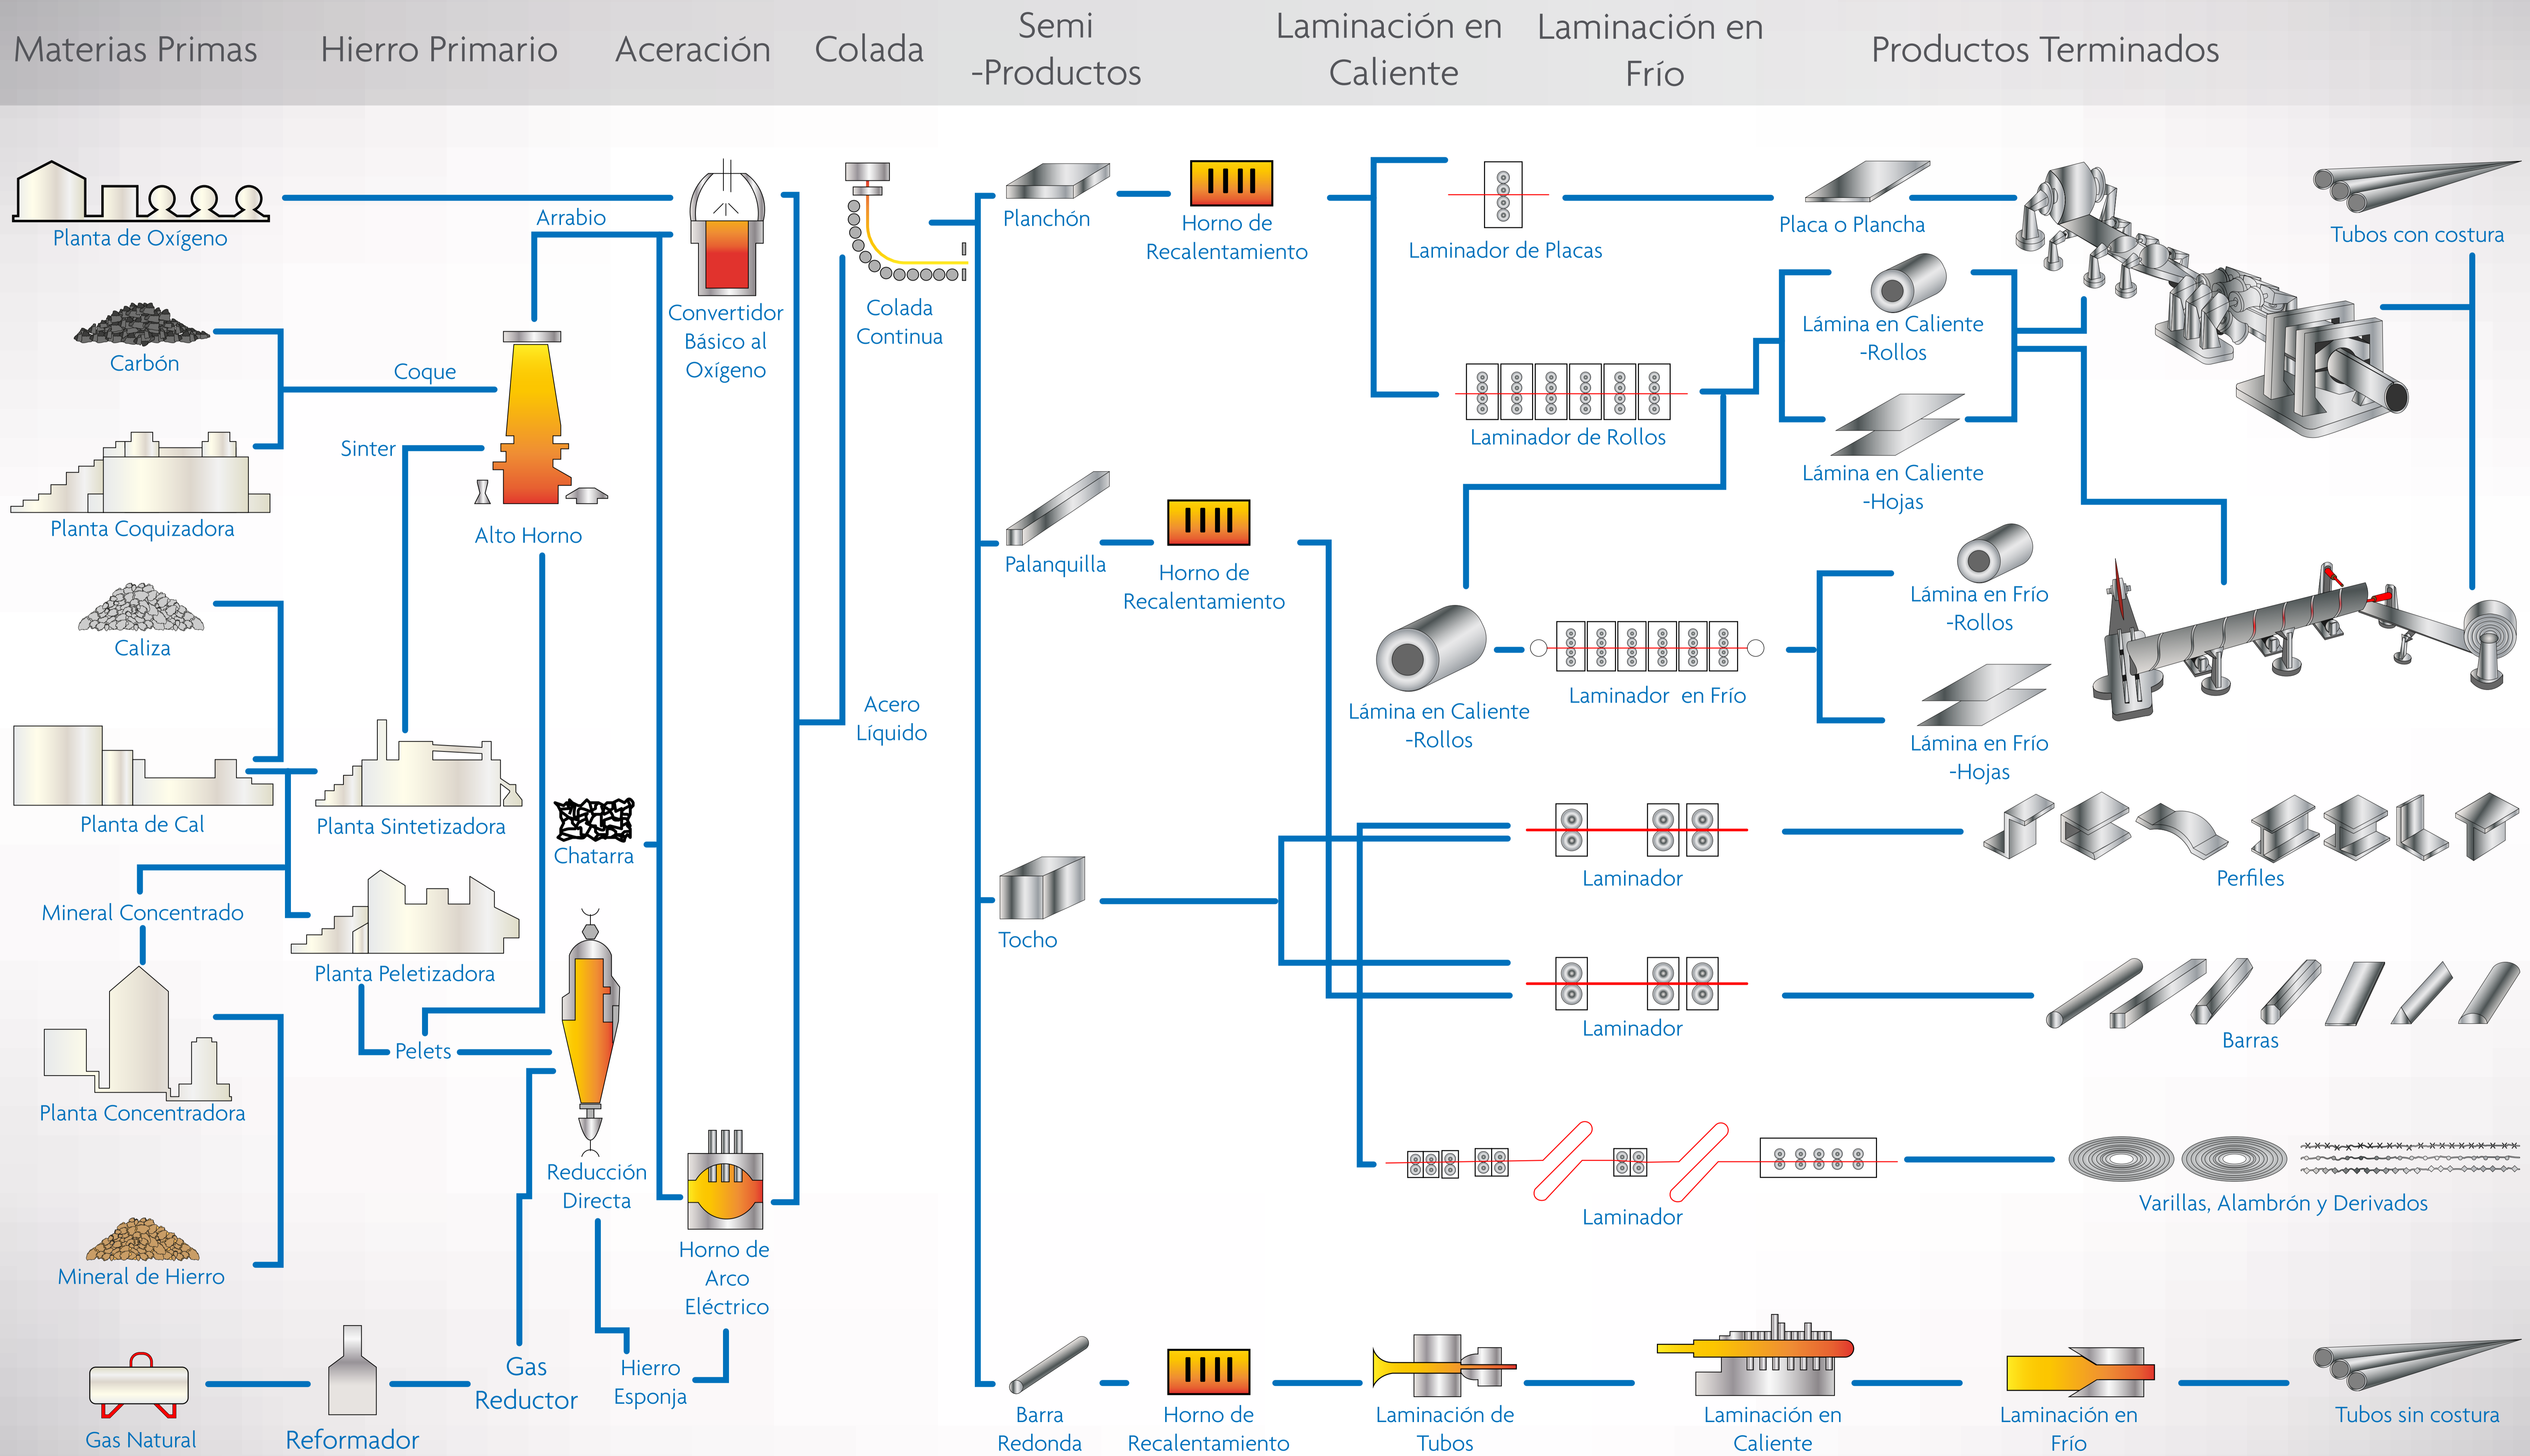 Materias Primas
Hierro Primario
Aceración
Colada
Semi
-Productos
Laminación en
Caliente
Laminación en
Frío
Productos Terminados
Planta de Oxígeno
Carbón
Planta Coquizadora
Caliza
Planta de Cal
Mineral Concentrado
Planta Concentradora
Mineral de Hierro
Gas Natural
Arrabio
Coque
Sinter
Alto Horno
Planta Sintetizadora
Planta Peletizadora
Pelets
Reformador
Gas
Reductor
Chatarra
Reducción
Directa
Hierro
Esponja
Convertidor
Básico al
Oxígeno
Horno de
Arco
Eléctrico
Colada
Continua
Acero
Líquido
Planchón
Horno de
Recalentamiento
Laminador de Placas
Placa o Plancha
Tubos con costura
Laminador de Rollos
Lámina en Caliente
-Rollos
Lámina en Caliente
-Hojas
Palanquilla
Horno de
Recalentamiento
Lámina en Caliente
-Rollos
Laminador en Frío
Lámina en Frío
-Rollos
Lámina en Frío
-Hojas
Tocho
Laminador
Perfiles
Laminador
Barras
Laminador
Varillas, Alambrón y Derivados
Barra
Redonda
Horno de
Recalentamiento
Laminación de
Tubos
Laminación en
Caliente
Laminación en
Frío
Tubos sin costura